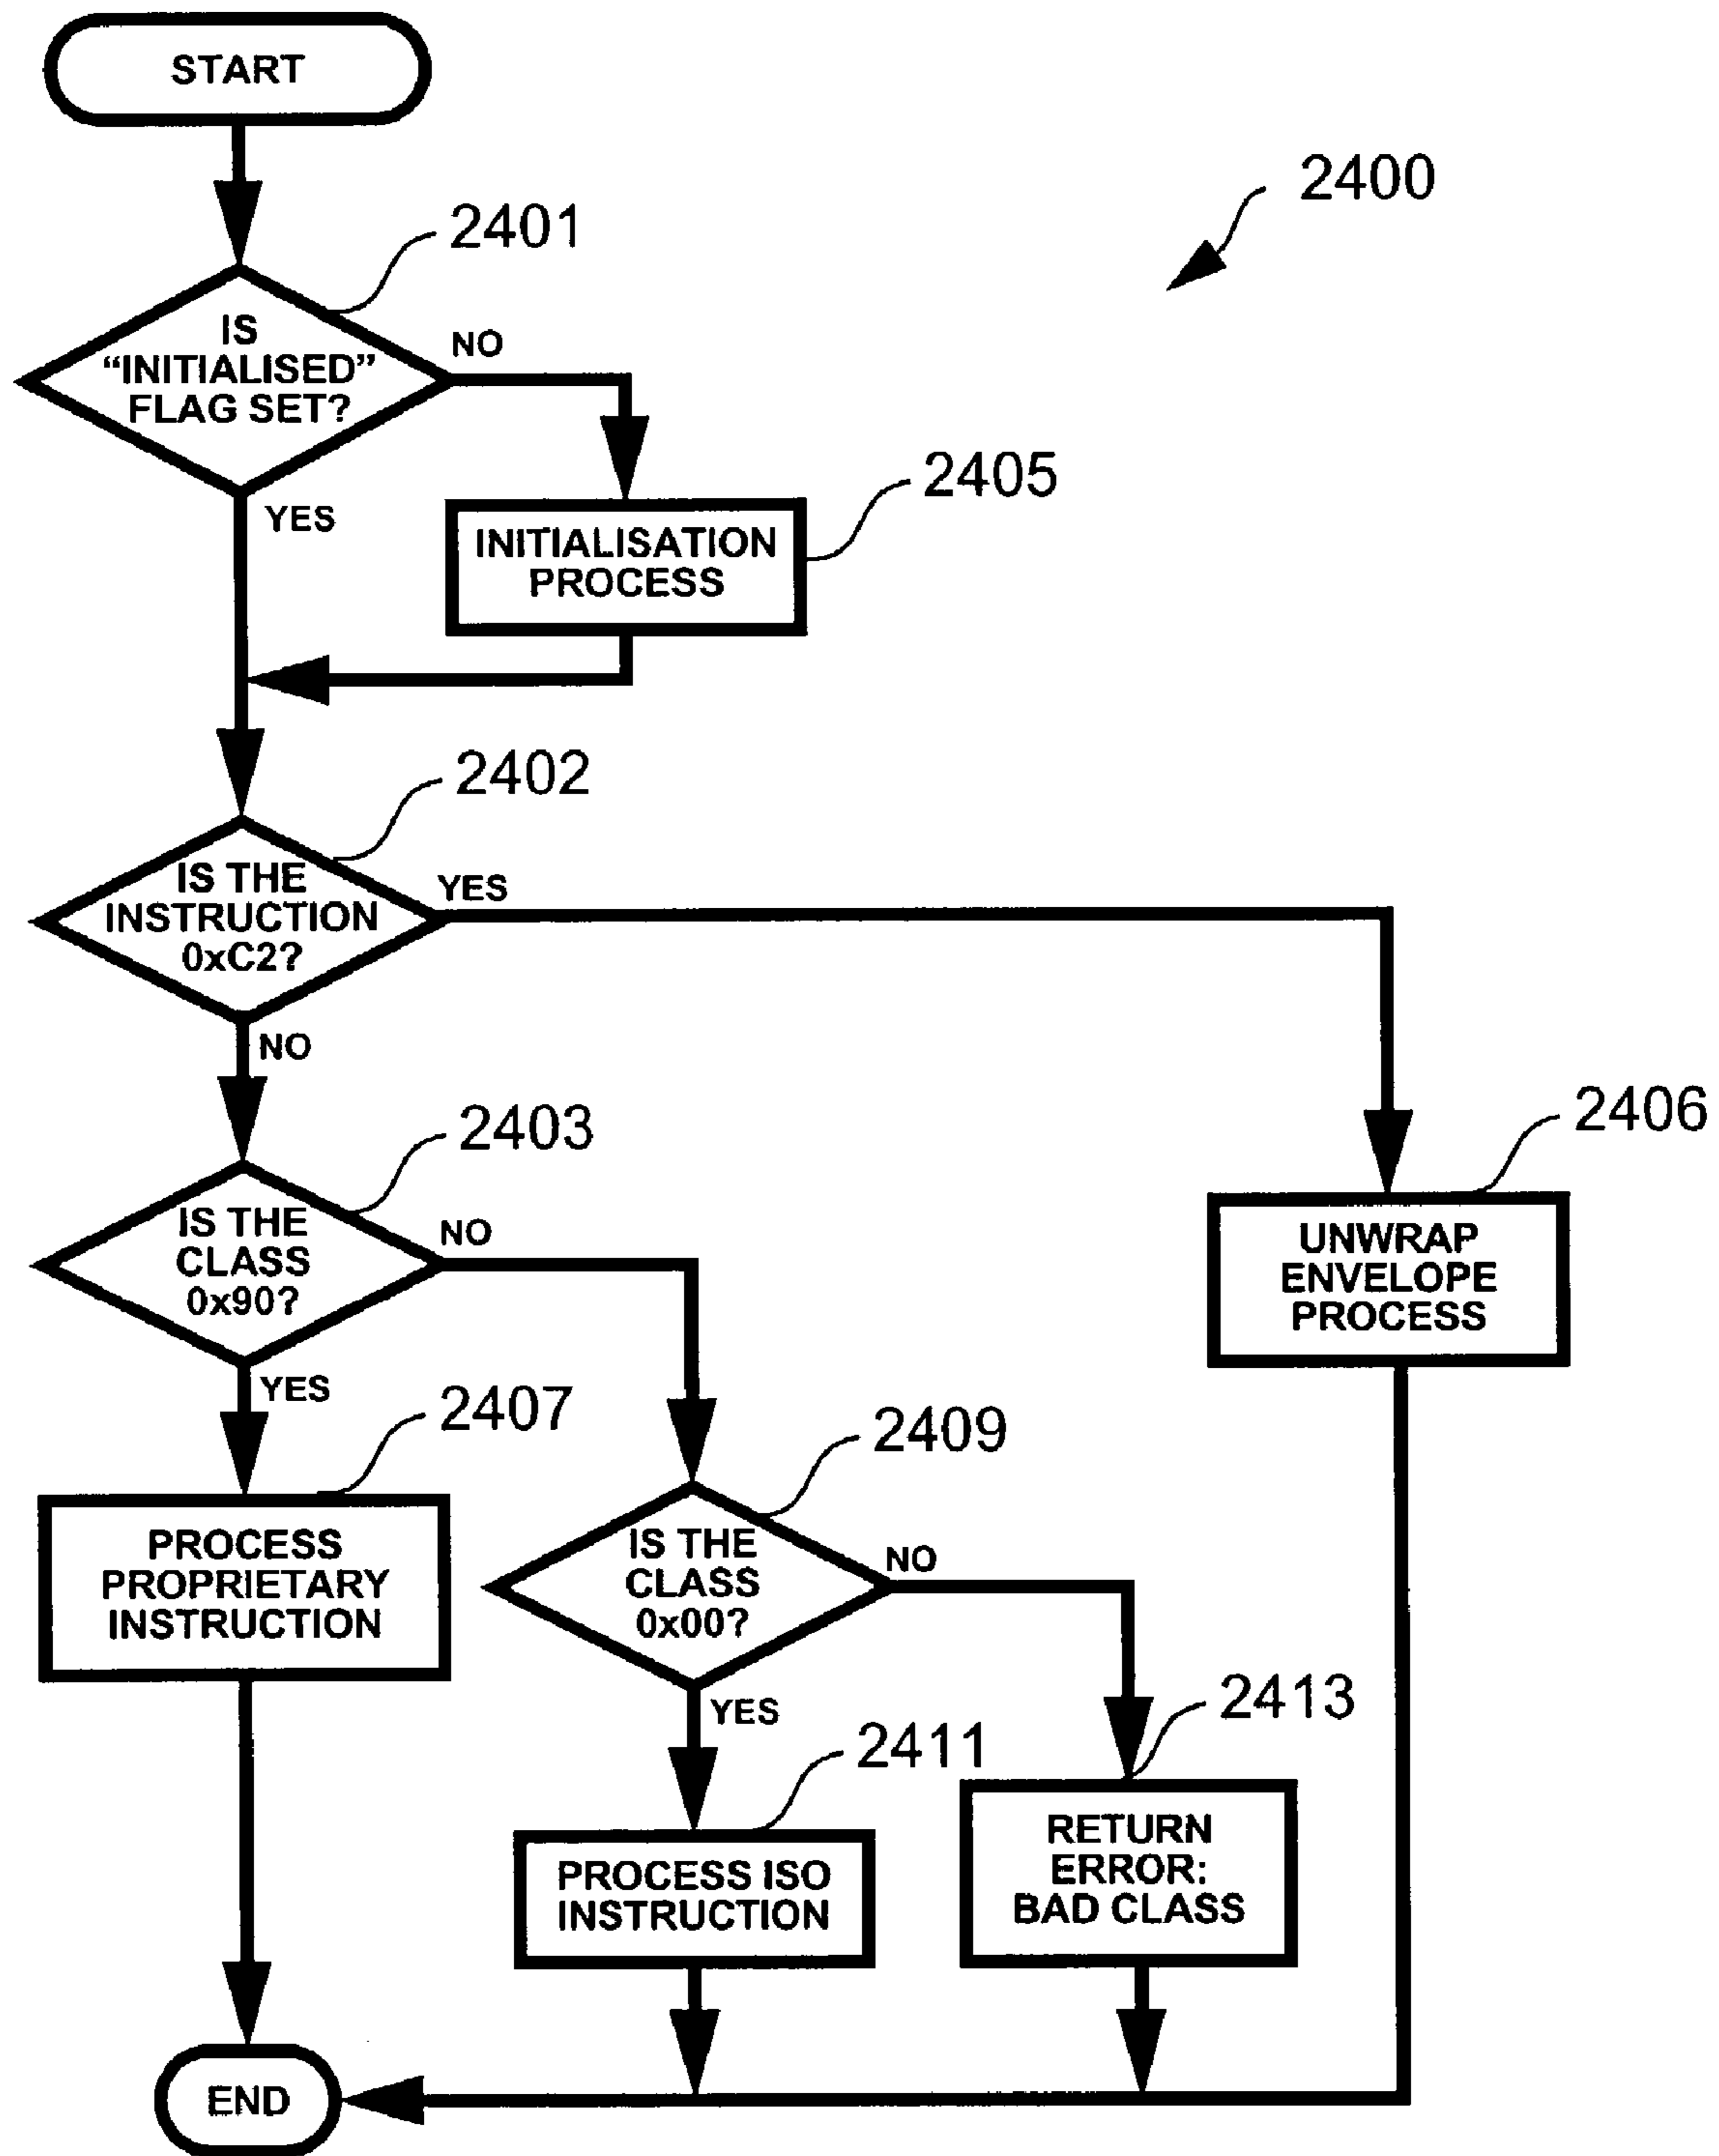 START
2400
2401
IS
“INITIALISED”
FLAG SET?
NO
YES
2405
INITIALISATION
PROCESS
2402
IS THE
INSTRUCTION
0xC2?
YES
NO
2403
IS THE
CLASS
0x90?
NO
YES
2406
UNWRAP
ENVELOPE
PROCESS
2407
PROCESS
PROPRIETARY
INSTRUCTION
2409
IS THE
CLASS
0x00?
NO
YES
2411
PROCESS ISO
INSTRUCTION
2413
RETURN
ERROR:
BAD CLASS
END